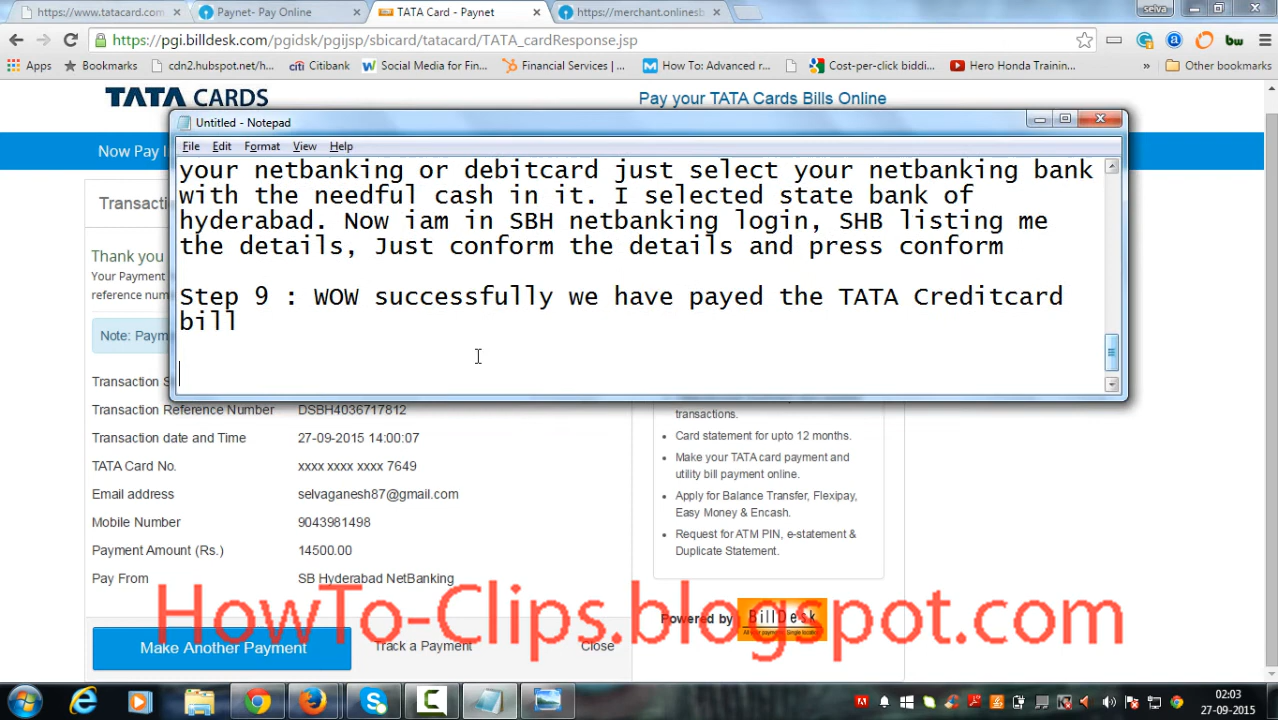 https://www.tatacard.com
Paynet- Pay Online
TATA Card - Paynet
https://merchant.onlinesb
selva
https://pgi.billdesk.com/pgidsk/pgijsp/sbicard/tatacard/TATA_cardResponse.jsp
Apps
Bookmarks
cdn2.hubspot.net/h...
citi Citibank
Social Media for Fin...
Financial Services | ...
How To: Advanced r...
Cost-per-click biddi...
Hero Honda Trainin...
»
Other bookmarks
TATA CARDS
Pay your TATA Cards Bills Online
Now Pay
Untitled - Notepad
File Edit Format View Help
your netbanking or debitcard just select your netbanking bank
with the needful cash in it. I selected state bank of
hyderabad. Now iam in SBH netbanking login, SHB listing me
the details, Just conform the details and press conform
Step 9 : WOW successfully we have payed the TATA Creditcard
bill
Transacti
Thank you
Your Payment
reference num
Note: Paym
Transaction S
Transaction Reference Number DSBH4036717812
Transaction date and Time 27-09-2015 14:00:07
TATA Card No. xxxx xxxx xxxx 7649
Email address selvaganesh87@gmail.com
Mobile Number 9043981498
Payment Amount (Rs.) 14500.00
Pay From SB Hyderabad NetBanking
transactions.
• Card statement for upto 12 months.
• Make your TATA card payment and
utility bill payment online.
• Apply for Balance Transfer, Flexipay,
Easy Money & Encash.
• Request for ATM PIN, e-statement &
Duplicate Statement.
HowTo-Clips.blogspot.com
Powered by BillDesk
Make Another Payment
Track a Payment
Close
02:03
27-09-2015